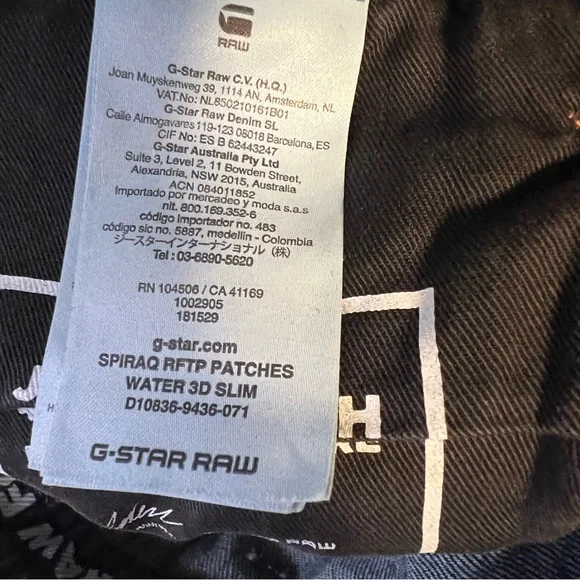 RAW
G-Star Raw C.V. (H.Q.)
Joan Muyskenweg 39, 1114 AN, Amsterdam, NL
VAT.No: NL850210161B01
G-Star Raw Denim SL
Calle Almogavares 119-123 08018 Barcelona, ES
CIF No: ES B 62443247
G-Star Australia Pty Ltd
Suite 3, Level 2, 11 Bowden Street,
Alexandria, NSW 2015, Australia
ACN 084011852
Importado por mercadeo y moda s.a.s
nit. 800.169.352-6
código importador no. 483
código sic no. 5887, medellin - Colombia
ジースターインターナショナル (株)
Tel : 03-6890-5620
RN 104506 / CA 41169
1002905
181529
g-star.com
SPIRAQ RFTP PATCHES
WATER 3D SLIM
D10836-9436-071
G-STAR RAW
H
RAW